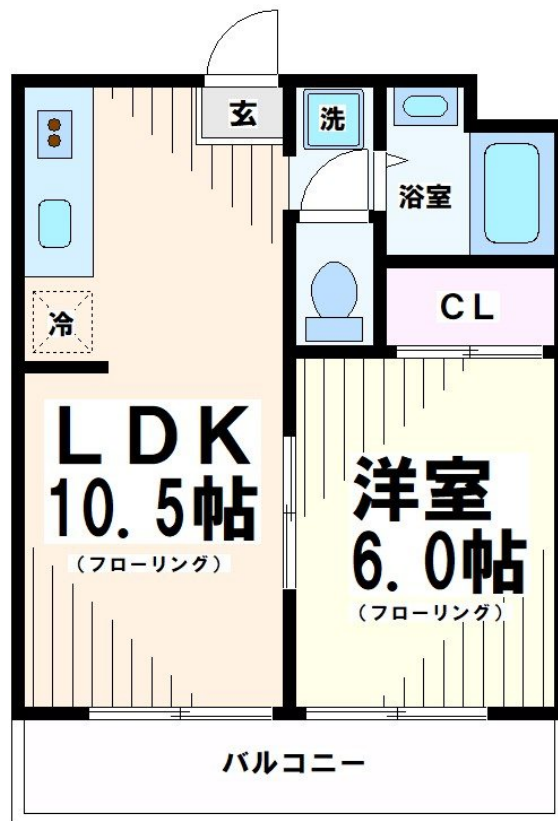 玄
洗
浴室
冷
CL
LDK
10.5帖
(フローリング)
洋室
6.0帖
(フローリング)
バルコニー